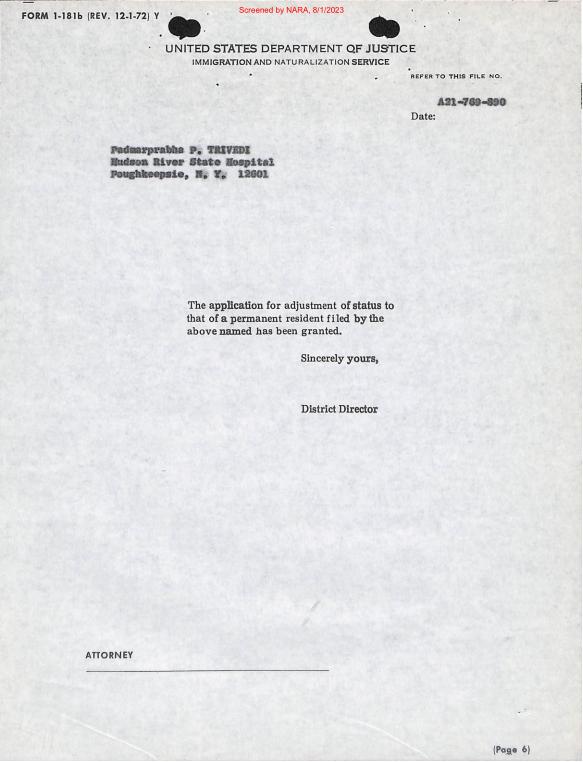 FORM I-181b (REV. 12-1-72) Y
Screened by NARA, 8/1/2023
UNITED STATES DEPARTMENT OF JUSTICE
IMMIGRATION AND NATURALIZATION SERVICE
REFER TO THIS FILE NO.
A21-769-890
Date:
Padmarprabha P. TRIVEDI
Hudson River State Hospital
Poughkeepsie, N. Y. 12601
The application for adjustment of status to
that of a permanent resident filed by the
above named has been granted.
Sincerely yours,
District Director
ATTORNEY
(Page 6)